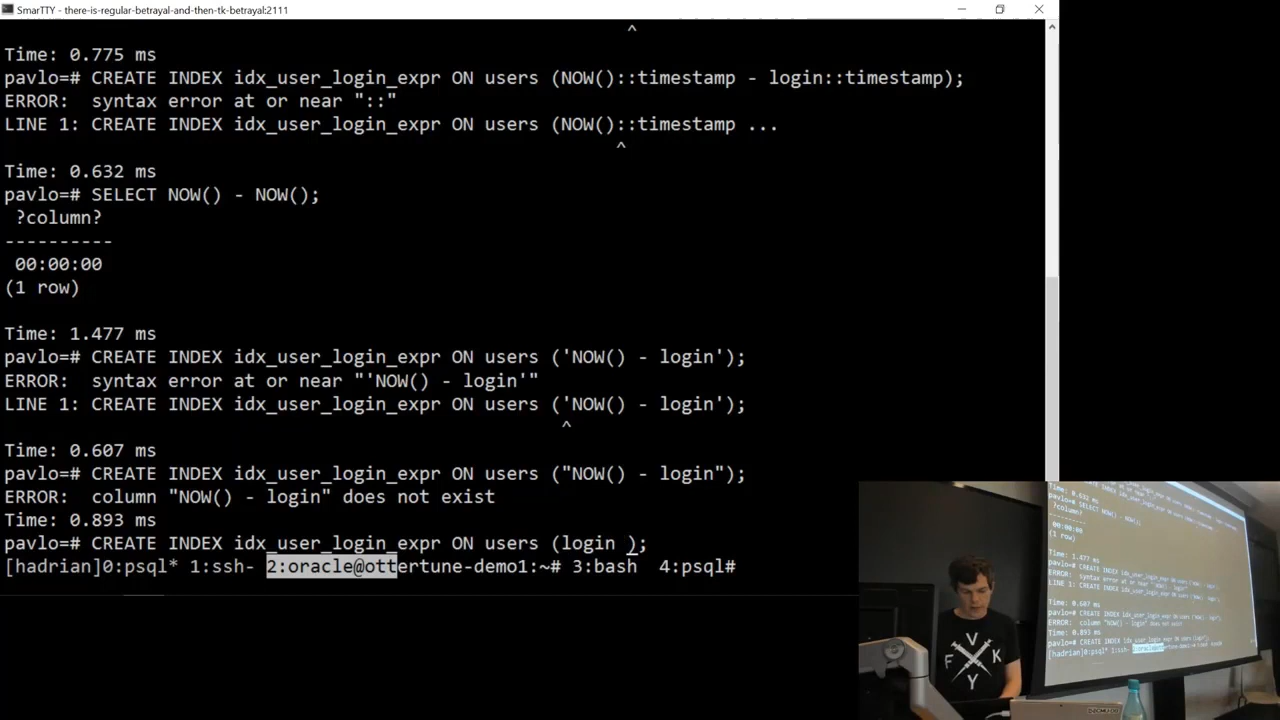 SmarTTY - there-is-regular-betrayal-and-then-tk-betrayal:2111
^
Time: 0.775 ms
pavlo=# CREATE INDEX idx_user_login_expr ON users (NOW()::timestamp - login::timestamp);
ERROR:  syntax error at or near "::"
LINE 1: CREATE INDEX idx_user_login_expr ON users (NOW()::timestamp ...
^
Time: 0.632 ms
pavlo=# SELECT NOW() - NOW();
?column?
----------
00:00:00
(1 row)
Time: 1.477 ms
pavlo=# CREATE INDEX idx_user_login_expr ON users ('NOW() - login');
ERROR:  syntax error at or near "'NOW() - login'"
LINE 1: CREATE INDEX idx_user_login_expr ON users ('NOW() - login');
^
Time: 0.607 ms
pavlo=# CREATE INDEX idx_user_login_expr ON users ("NOW() - login");
ERROR:  column "NOW() - login" does not exist
Time: 0.893 ms
pavlo=# CREATE INDEX idx_user_login_expr ON users (login );
[hadrian]0:psql* 1:ssh- 2:oracle@ottertune-demo1:~# 3:bash  4:psql#
V
F K
Y